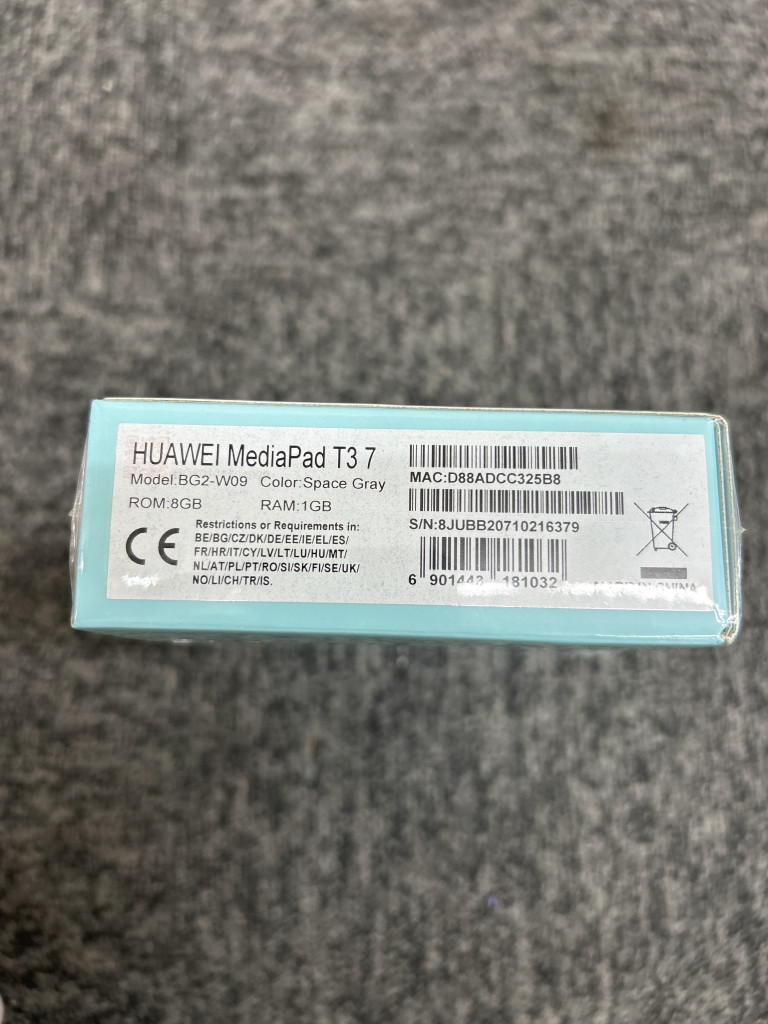 HUAWEI MediaPad T3 7
Model:BG2-W09 Color:Space Gray
ROM:8GB RAM:1GB
CE
Restrictions or Requirements in:
BE/BG/CZ/DK/DE/EE/IE/EL/ES/
FR/HR/IT/CY/LV/LT/LU/HU/MT/
NL/AT/PL/PT/RO/SI/SK/FI/SE/UK/
NO/LI/CH/TR/IS.
MAC:D88ADCC325B8
S/N:8JUBB20710216379
6 901443 181032
MADE IN CHINA